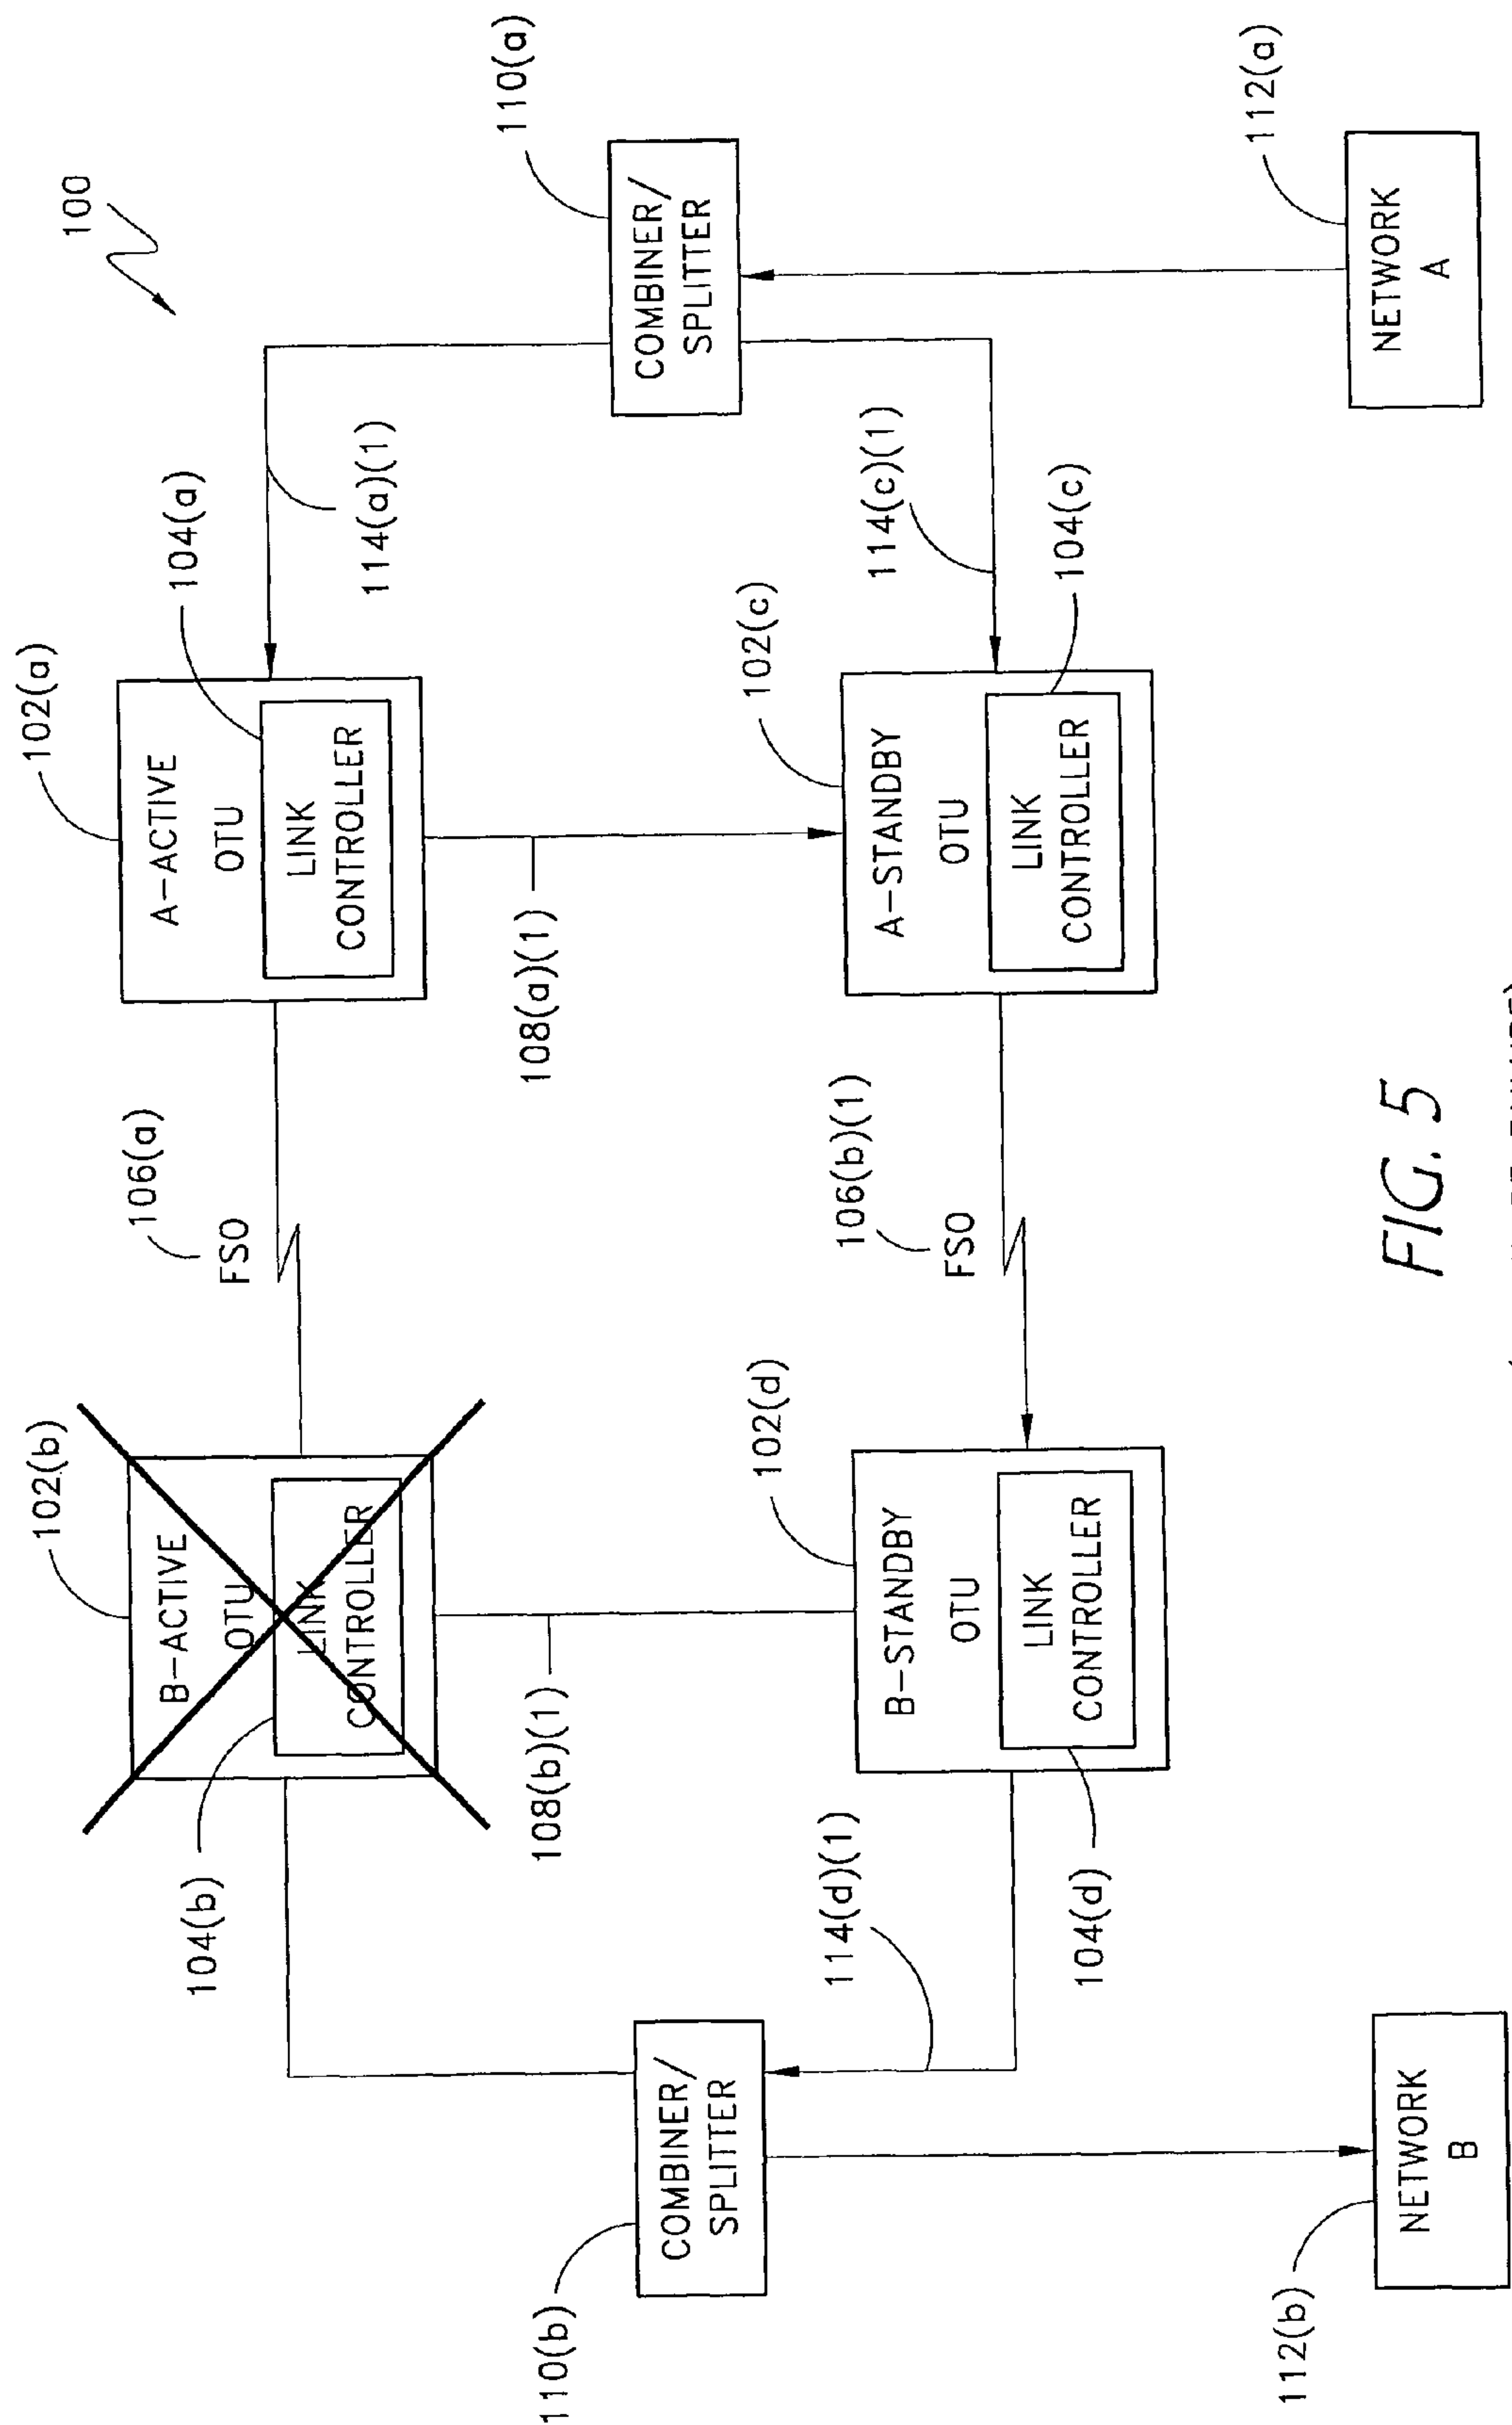 100
102(b)
102(a)
B-ACTIVE
OTU
LINK
CONTROLLER
104(b)
106(a)
FSO
A-ACTIVE
OTU
LINK
CONTROLLER
104(a)
114(a)(1)
110(b)
COMBINER/
SPLITTER
108(b)(1)
108(a)(1)
110(a)
COMBINER/
SPLITTER
102(d)
102(c)
B-STANDBY
OTU
LINK
CONTROLLER
114(d)(1)
104(d)
106(b)(1)
FSO
A-STANDBY
OTU
LINK
CONTROLLER
114(c)(1)
104(c)
112(b)
NETWORK
B
112(a)
NETWORK
A
FIG. 5